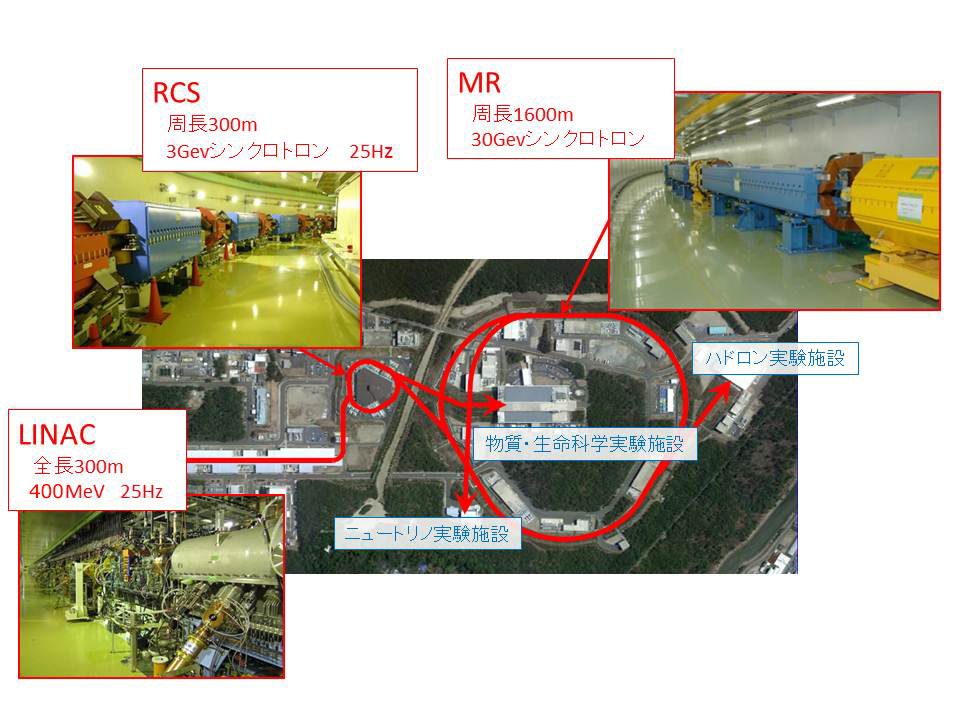 RCS
周長300m
3Gevシンクロトロン 25Hz
MR
周長1600m
30Gevシンクロトロン
ハドロン実験施設
LINAC
全長300m
400MeV 25Hz
物質・生命科学実験施設
ニュートリノ実験施設